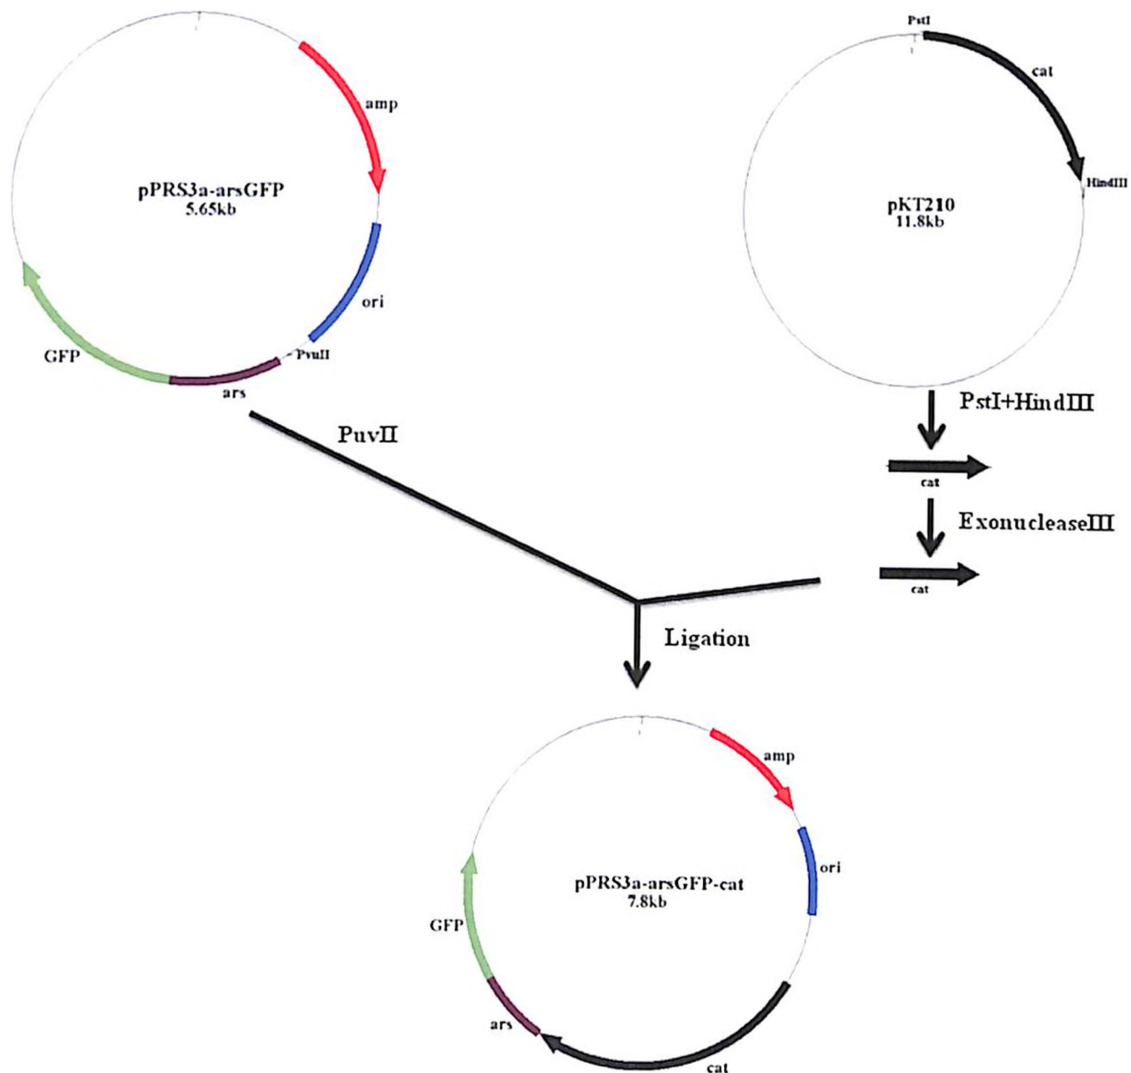 amp
pPRS3a-arsGFP
5.65kb
ori
PvuII
GFP
ars
PstI
cat
HindIII
pKT210
11.8kb
PstI+HindIII
cat
PuvII
ExonucleaseIII
cat
Ligation
amp
ori
pPRS3a-arsGFP-cat
7.8kb
GFP
ars
cat